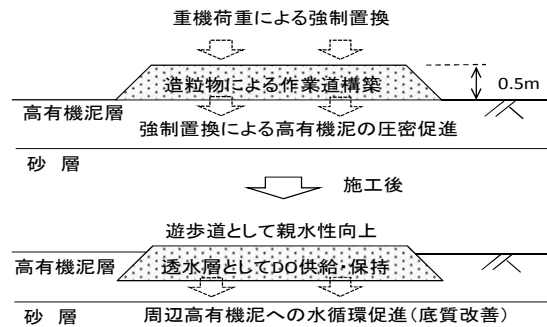 重機荷重による強制置換
造粒物による作業道構築
0.5m
高有機泥層
強制置換による高有機泥の圧密促進
砂 層
施工後
遊歩道として親水性向上
高有機泥層
透水層としてDO供給・保持
砂 層
周辺高有機泥への水循環促進(底質改善)